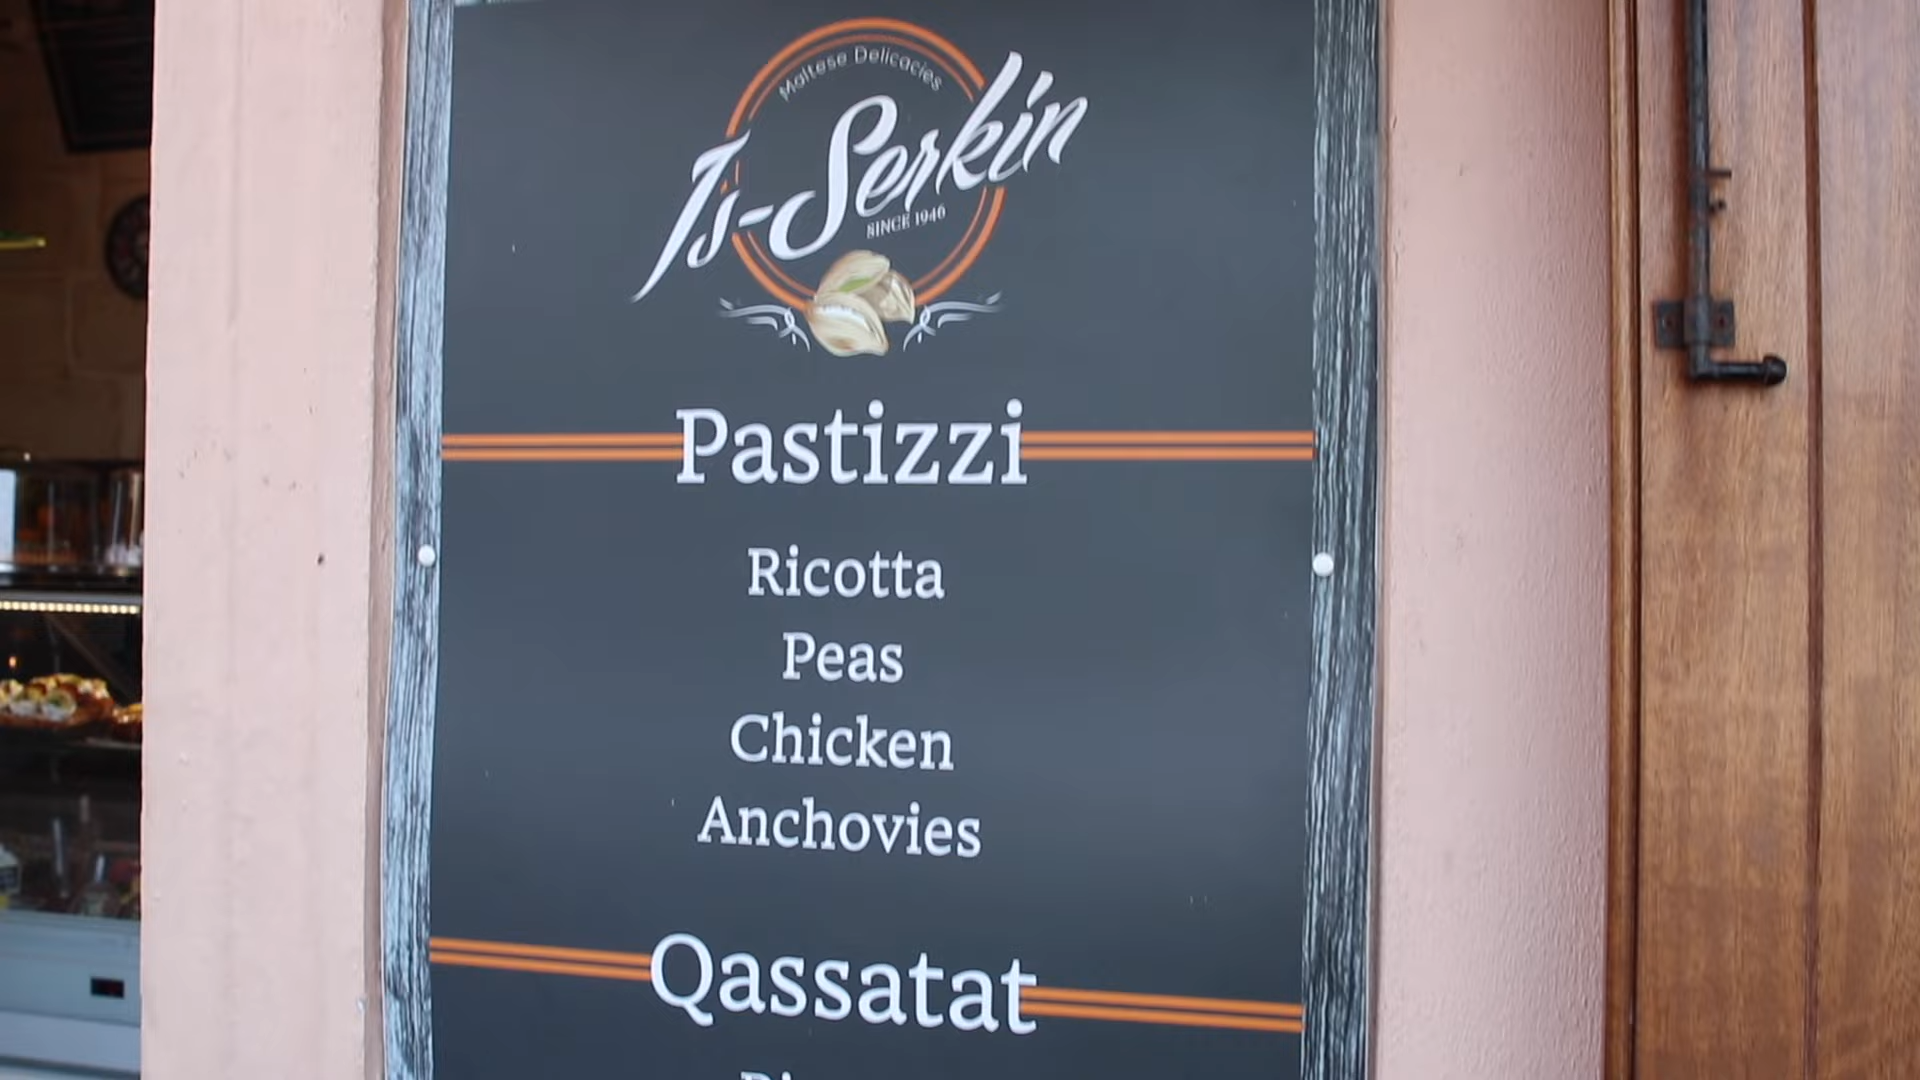 Maltese Delicacies
Is-Serkin
SINCE 1946
Pastizzi
Ricotta
Peas
Chicken
Anchovies
Qassatat